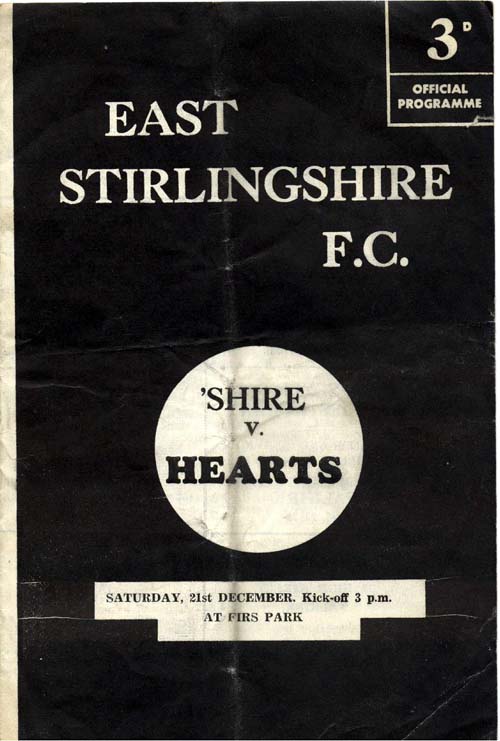 3D
OFFICIAL
PROGRAMME
EAST
STIRLINGSHIRE
F.C.
'SHIRE
v.
HEARTS
SATURDAY, 21st DECEMBER. Kick-off 3 p.m.
AT FIRS PARK